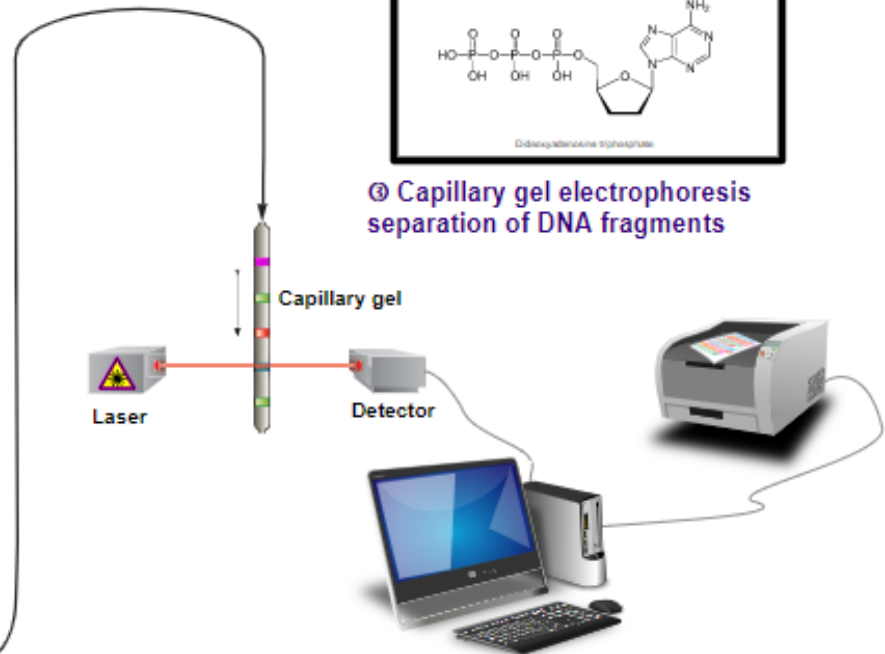 NH₂
O O O
HO-P-O-P-O-P-O
OH OH OH
N N
O N N
Dideoxyadenosine triphosphate
③ Capillary gel electrophoresis
separation of DNA fragments
Capillary gel
Laser
Detector